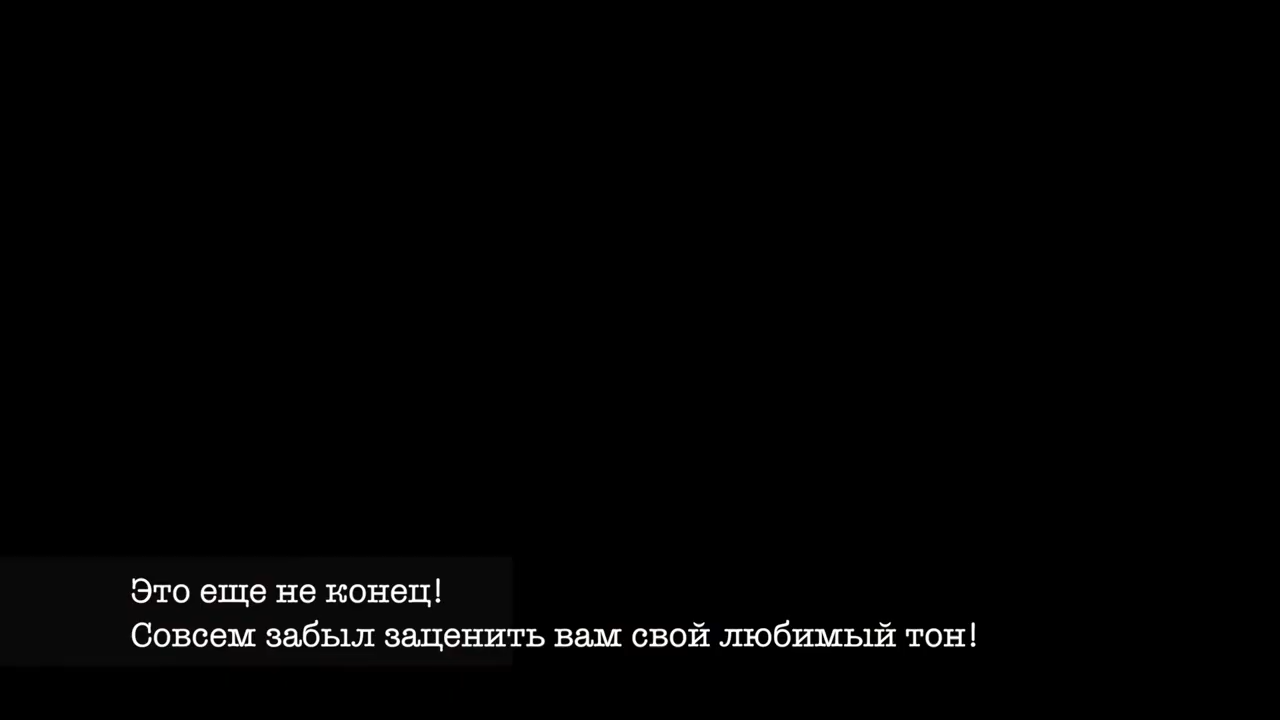 Это еще не конец!
Совсем забыл заценить вам свой любимый тон!